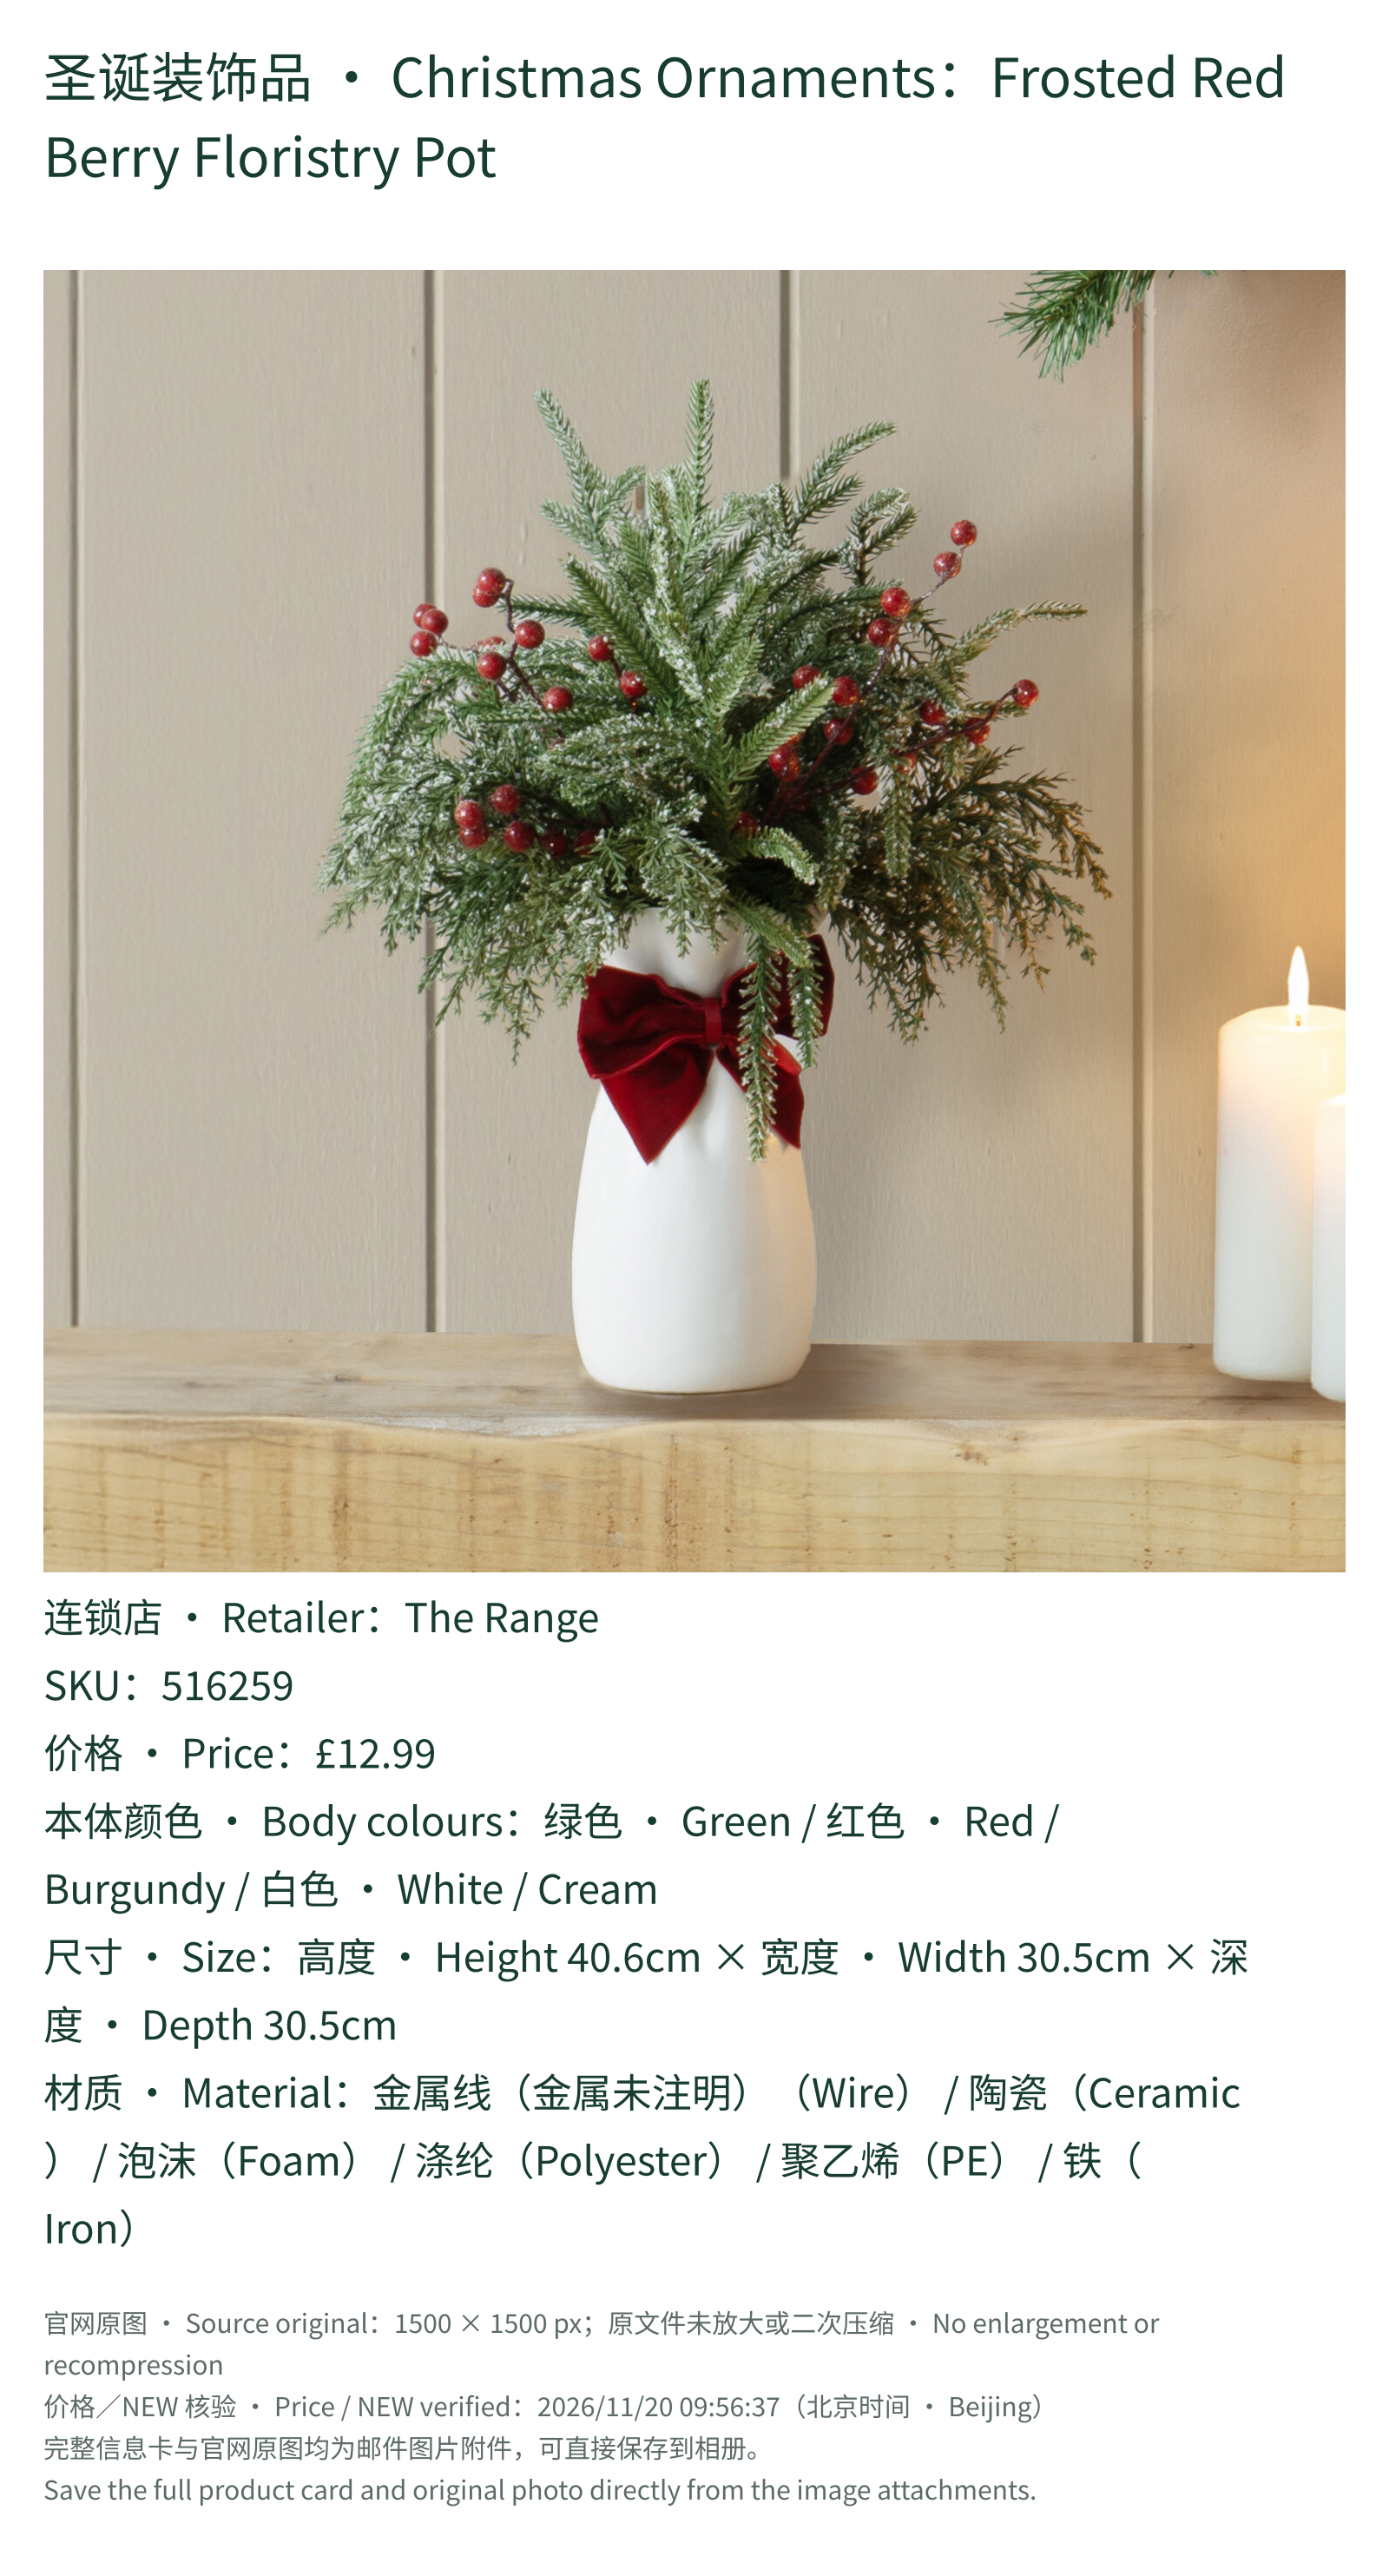 圣诞装饰品 · Christmas Ornaments：Frosted Red
Berry Floristry Pot
连锁店 · Retailer：The Range
SKU：516259
价格 · Price：£12.99
本体颜色 · Body colours：绿色 · Green / 红色 · Red /
Burgundy / 白色 · White / Cream
尺寸 · Size：高度 · Height 40.6cm × 宽度 · Width 30.5cm × 深
度 · Depth 30.5cm
材质 · Material：金属线（金属未注明）（Wire） / 陶瓷（Ceramic
） / 泡沫（Foam） / 涤纶（Polyester） / 聚乙烯（PE） / 铁（
Iron）
官网原图 · Source original：1500 × 1500 px；原文件未放大或二次压缩 · No enlargement or
recompression
价格／NEW 核验 · Price / NEW verified：2026/11/20 09:56:37（北京时间 · Beijing）
完整信息卡与官网原图均为邮件图片附件，可直接保存到相册。
Save the full product card and original photo directly from the image attachments.